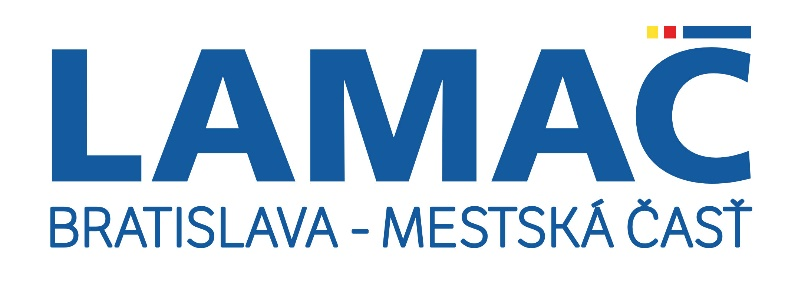 LAMAČ
BRATISLAVA - MESTSKÁ ČASŤ